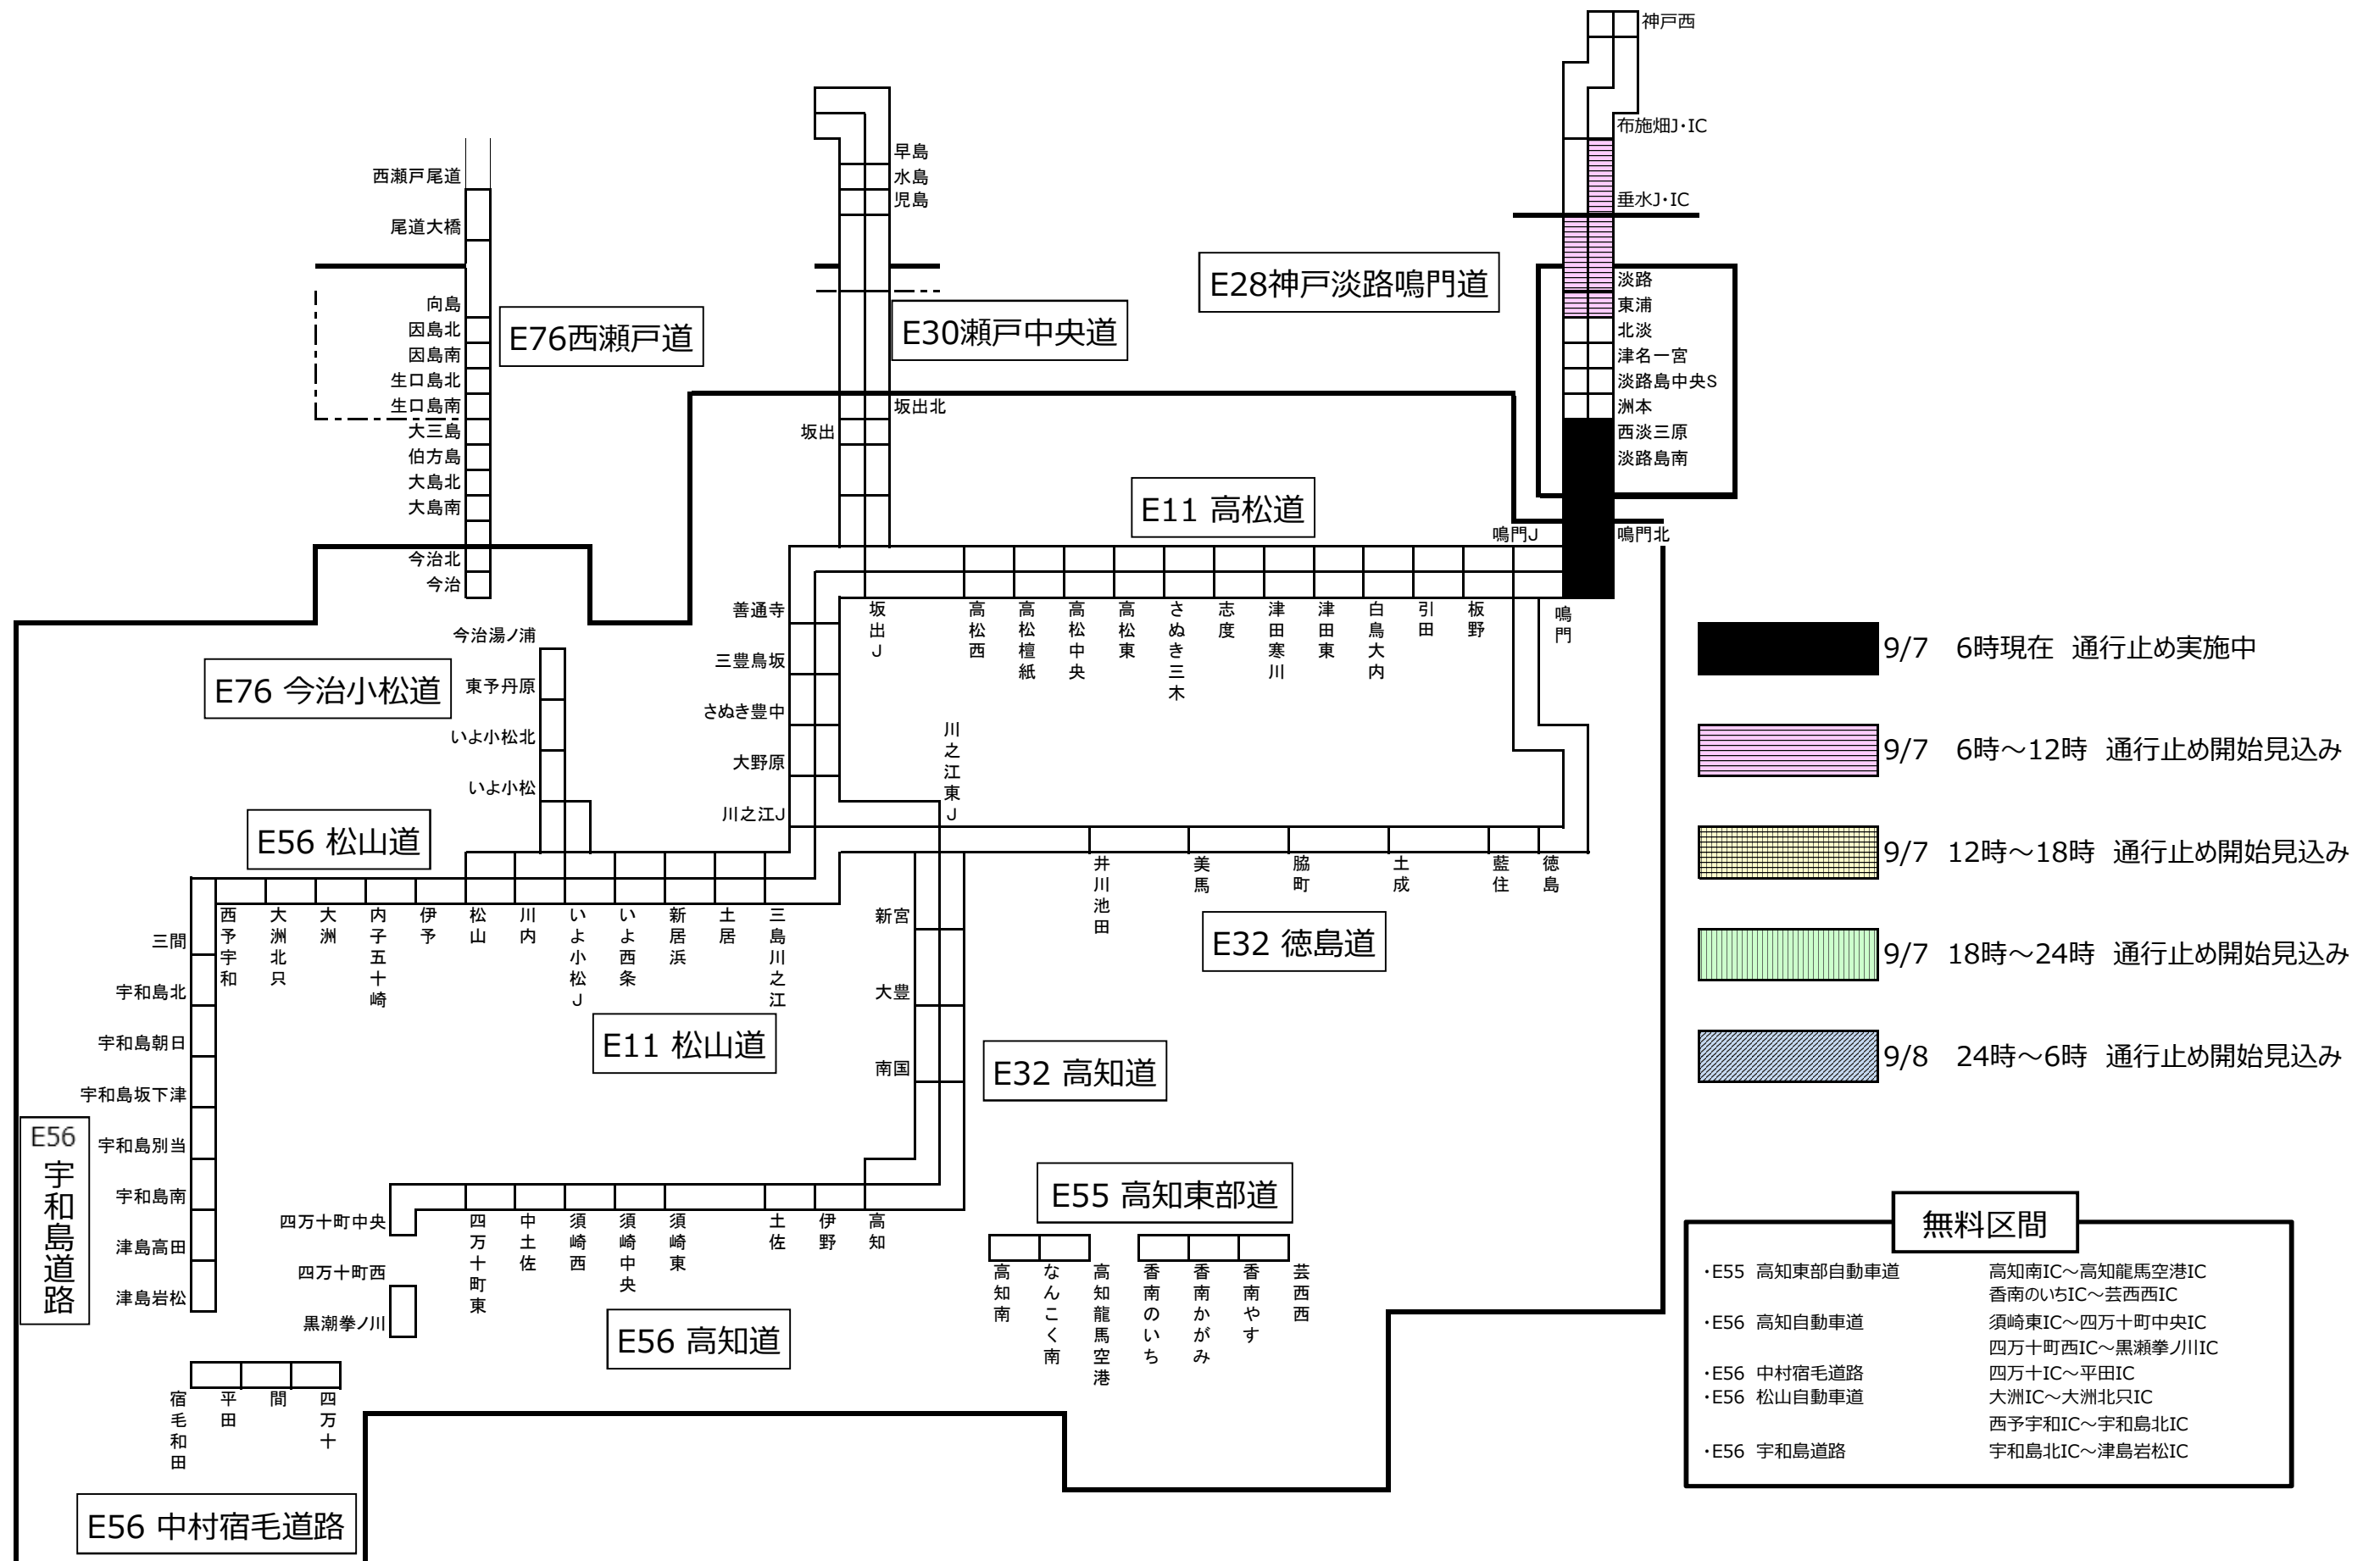 神戸西
布施畑J・IC
垂水J・IC
淡路
東浦
北淡
津名一宮
淡路島中央S
洲本
西淡三原
淡路島南
鳴門北
鳴門J
鳴門
E28神戸淡路鳴門道
早島
水島
児島
坂出北
坂出
E30瀬戸中央道
西瀬戸尾道
尾道大橋
向島
因島北
因島南
生口島北
生口島南
大三島
伯方島
大島北
大島南
今治北
今治
E76西瀬戸道
E11 高松道
坂出J
高松西
高松檀紙
高松中央
高松東
さぬき三木
志度
津田寒川
津田東
白鳥大内
引田
板野
善通寺
三豊鳥坂
さぬき豊中
大野原
川之江J
川之江東J
今治湯ノ浦
東予丹原
いよ小松北
いよ小松
E76 今治小松道
E56 松山道
西予宇和
大洲北只
大洲
内子五十崎
伊予
松山
川内
いよ小松J
いよ西条
新居浜
土居
三島川之江
E11 松山道
井川池田
美馬
脇町
土成
藍住
徳島
E32 徳島道
新宮
大豊
南国
E32 高知道
三間
宇和島北
宇和島朝日
宇和島坂下津
宇和島別当
宇和島南
津島高田
津島岩松
E56
宇和島道路
四万十町中央
四万十町西
黒潮拳ノ川
四万十町東
中土佐
須崎西
須崎中央
須崎東
土佐
伊野
高知
E56 高知道
E55 高知東部道
高知南
なんこく南
高知龍馬空港
香南のいち
香南かがみ
香南やす
芸西西
宿毛和田
平田
間
四万十
E56 中村宿毛道路
9/7 6時現在 通行止め実施中
9/7 6時～12時 通行止め開始見込み
9/7 12時～18時 通行止め開始見込み
9/7 18時～24時 通行止め開始見込み
9/8 24時～6時 通行止め開始見込み
無料区間
・E55 高知東部自動車道 高知南IC～高知龍馬空港IC
香南のいちIC～芸西西IC
・E56 高知自動車道 須崎東IC～四万十町中央IC
四万十町西IC～黒瀬拳ノ川IC
・E56 中村宿毛道路 四万十IC～平田IC
・E56 松山自動車道 大洲IC～大洲北只IC
西予宇和IC～宇和島北IC
・E56 宇和島道路 宇和島北IC～津島岩松IC